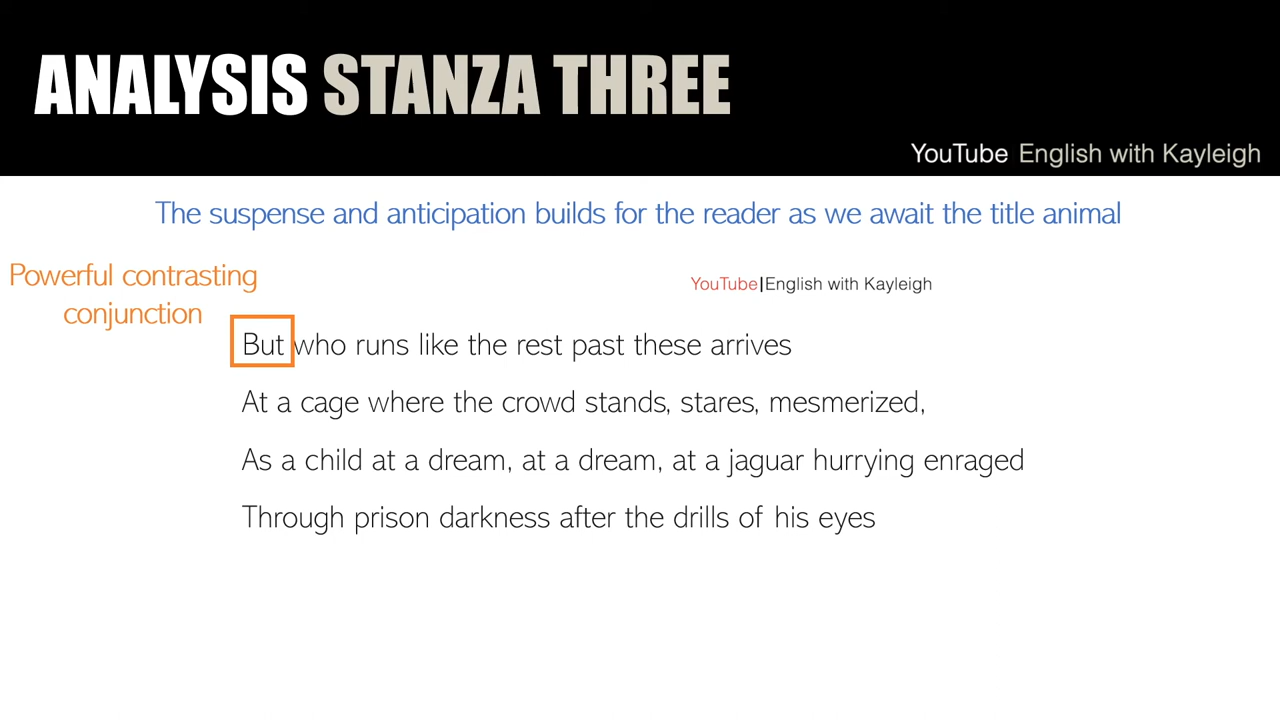 ANALYSIS STANZA THREE
YouTube English with Kayleigh
The suspense and anticipation builds for the reader as we await the title animal
Powerful contrasting
conjunction
YouTube|English with Kayleigh
But who runs like the rest past these arrives
At a cage where the crowd stands, stares, mesmerized,
As a child at a dream, at a dream, at a jaguar hurrying enraged
Through prison darkness after the drills of his eyes